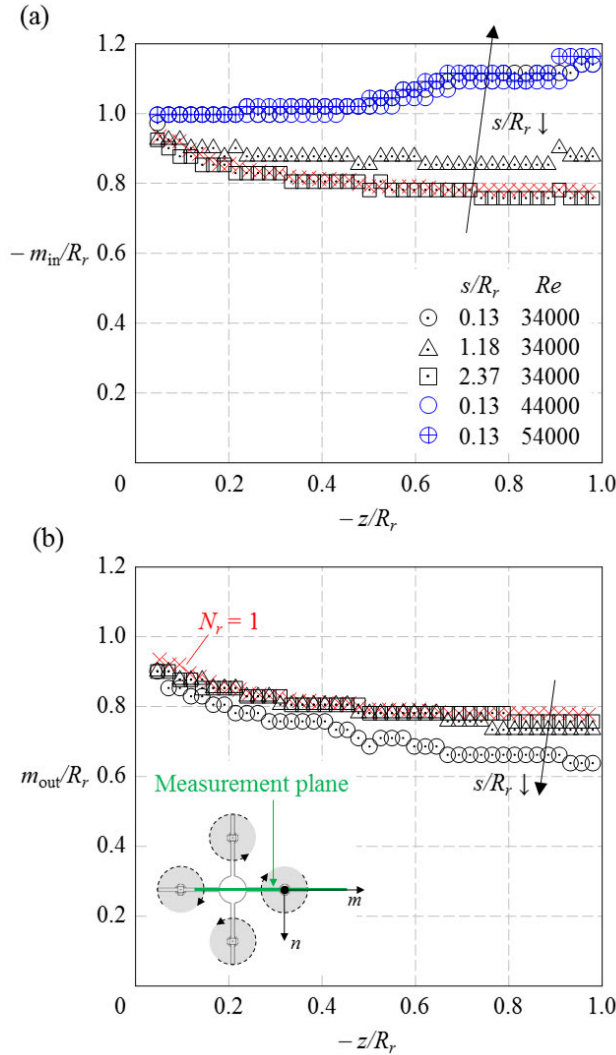 (a)
1.2
1.0
0.8
0.6
0.4
0.2
0
− m_in/R_r
s/R_r ↓
s/R_r Re
0.13 34000
1.18 34000
2.37 34000
0.13 44000
0.13 54000
0.2 0.4 0.6 0.8 1.0
− z/R_r
(b)
1.2
1.0
0.8
0.6
0.4
0.2
0
m_out/R_r
N_r = 1
s/R_r ↓
Measurement plane
m
n
0.2 0.4 0.6 0.8 1.0
− z/R_r